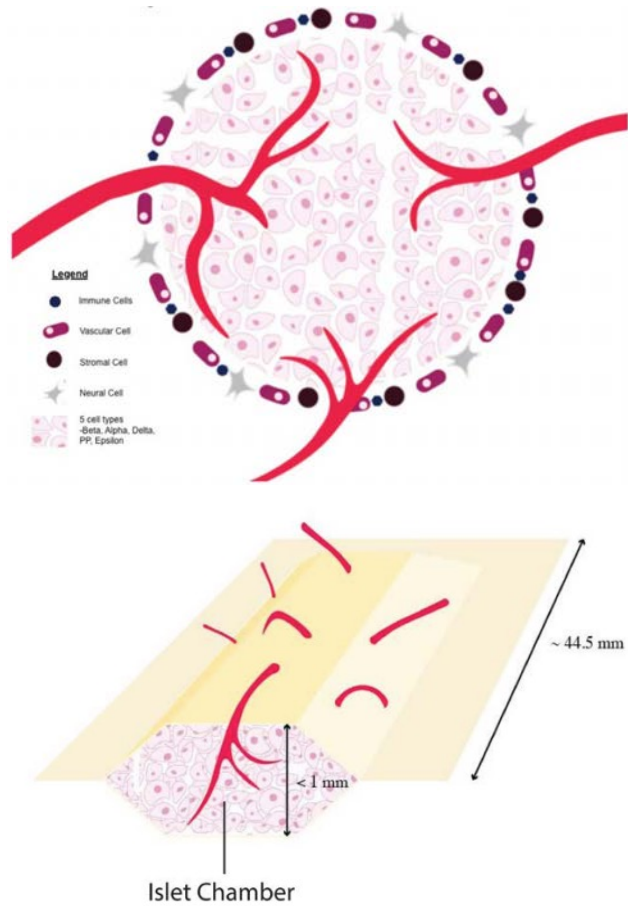 Legend
Immune Cells
Vascular Cell
Stromal Cell
Neural Cell
5 cell types
-Beta, Alpha, Delta,
PP, Epsilon
~ 44.5 mm
< 1 mm
Islet Chamber